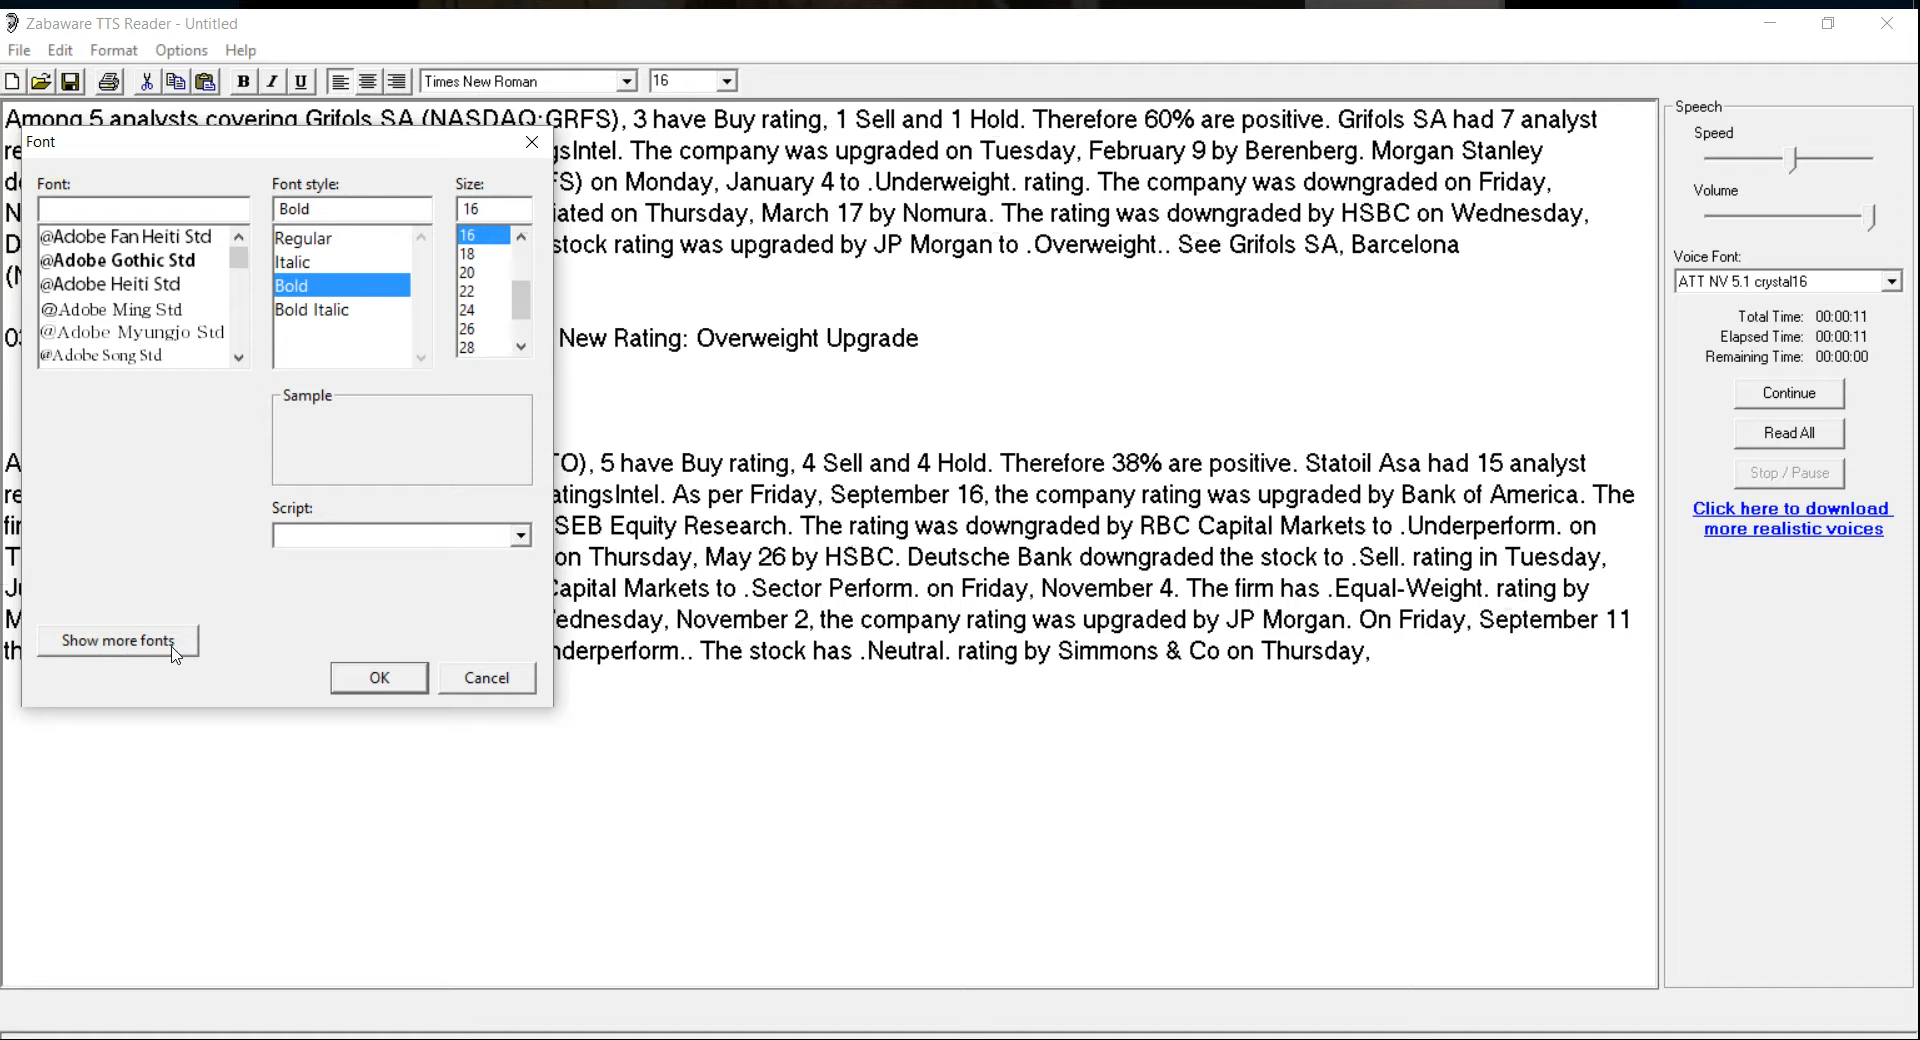 Zabaware TTS Reader - Untitled
File Edit Format Options Help
B I U Times New Roman 16
Among 5 analysts covering Grifols SA (NASDAQ:GRFS), 3 have Buy rating, 1 Sell and 1 Hold. Therefore 60% are positive. Grifols SA had 7 analyst
re
gsIntel. The company was upgraded on Tuesday, February 9 by Berenberg. Morgan Stanley
FS) on Monday, January 4 to .Underweight. rating. The company was downgraded on Friday,
N
iated on Thursday, March 17 by Nomura. The rating was downgraded by HSBC on Wednesday,
D
stock rating was upgraded by JP Morgan to .Overweight.. See Grifols SA, Barcelona
(N
New Rating: Overweight Upgrade
A
TO), 5 have Buy rating, 4 Sell and 4 Hold. Therefore 38% are positive. Statoil Asa had 15 analyst
re
atingsIntel. As per Friday, September 16, the company rating was upgraded by Bank of America. The
fir
SEB Equity Research. The rating was downgraded by RBC Capital Markets to .Underperform. on
T
on Thursday, May 26 by HSBC. Deutsche Bank downgraded the stock to .Sell. rating in Tuesday,
Capital Markets to .Sector Perform. on Friday, November 4. The firm has .Equal-Weight. rating by
M
ednesday, November 2, the company rating was upgraded by JP Morgan. On Friday, September 11
th
nderperform.. The stock has .Neutral. rating by Simmons & Co on Thursday,
Font
Font:
@Adobe Fan Heiti Std
@Adobe Gothic Std
@Adobe Heiti Std
@Adobe Ming Std
@Adobe Myungjo Std
@Adobe Song Std
Font style:
Bold
Regular
Italic
Bold
Bold Italic
Size:
16
16
18
20
22
24
26
28
Sample
Script:
Show more fonts
OK
Cancel
Speech
Speed
Volume
Voice Font:
ATT NV 5.1 crystal16
Total Time: 00:00:11
Elapsed Time: 00:00:11
Remaining Time: 00:00:00
Continue
Read All
Stop / Pause
Click here to download
more realistic voices